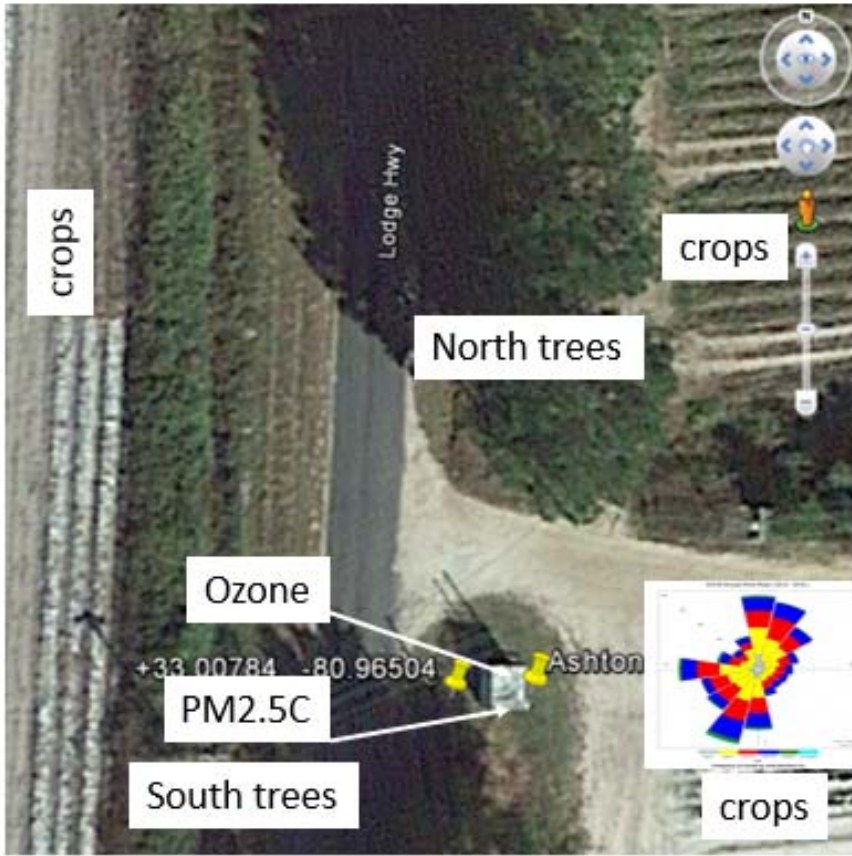 N
crops
Lodge Hwy
crops
North trees
Ozone
+33.00784 -80.96504
Ashton
PM2.5C
South trees
crops